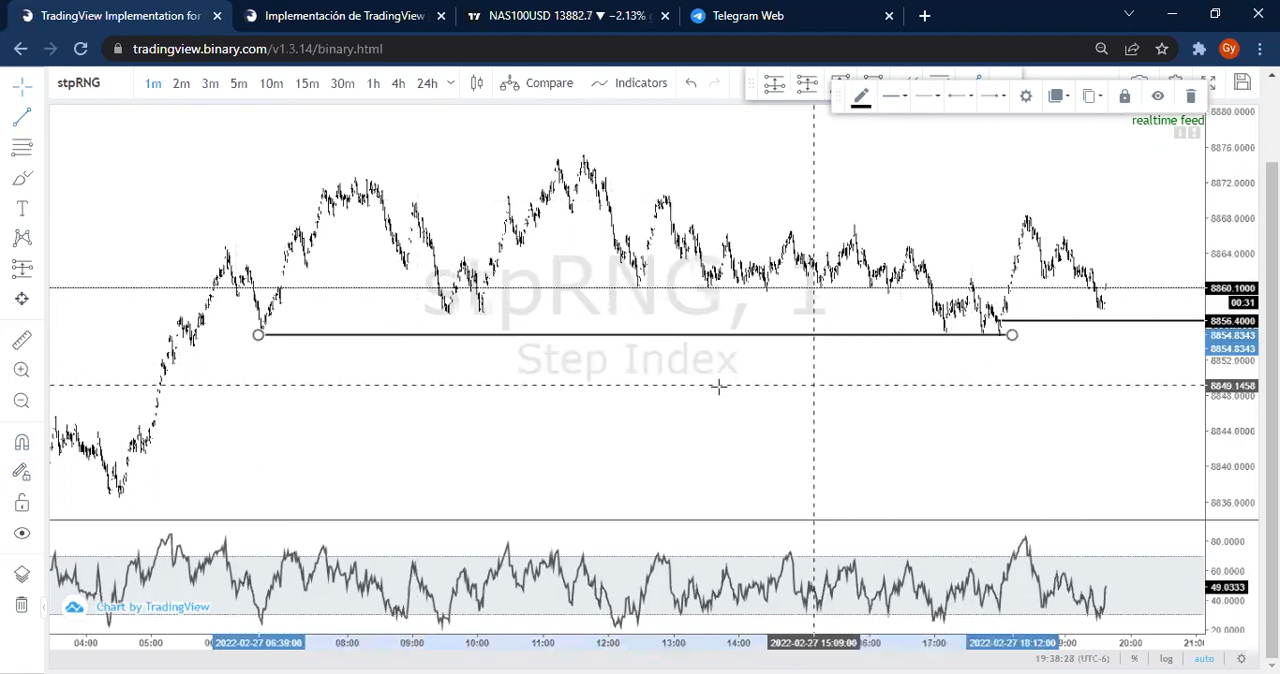 TradingView Implementation for
Implementación de TradingView
NAS100USD 13882.7 ▼ −2.13%
Telegram Web
tradingview.binary.com/v1.3.14/binary.html
Gy
stpRNG
1m 2m 3m 5m 10m 15m 30m 1h 4h 24h
Compare
Indicators
realtime feed
8880.0000
8876.0000
8872.0000
8868.0000
8864.0000
8860.1000
00:31
8856.4000
8854.8343
8854.8343
8852.0000
8849.1458
8848.0000
8844.0000
8840.0000
8836.0000
stpRNG, 1
Step Index
80.0000
60.0000
49.0333
40.0000
20.0000
Chart by TradingView
04:00 05:00 2022-02-27 06:39:00 08:00 09:00 10:00 11:00 12:00 13:00 14:00 2022-02-27 15:09:00 17:00 2022-02-27 18:12:00 20:00
19:38:28 (UTC-6) % log auto